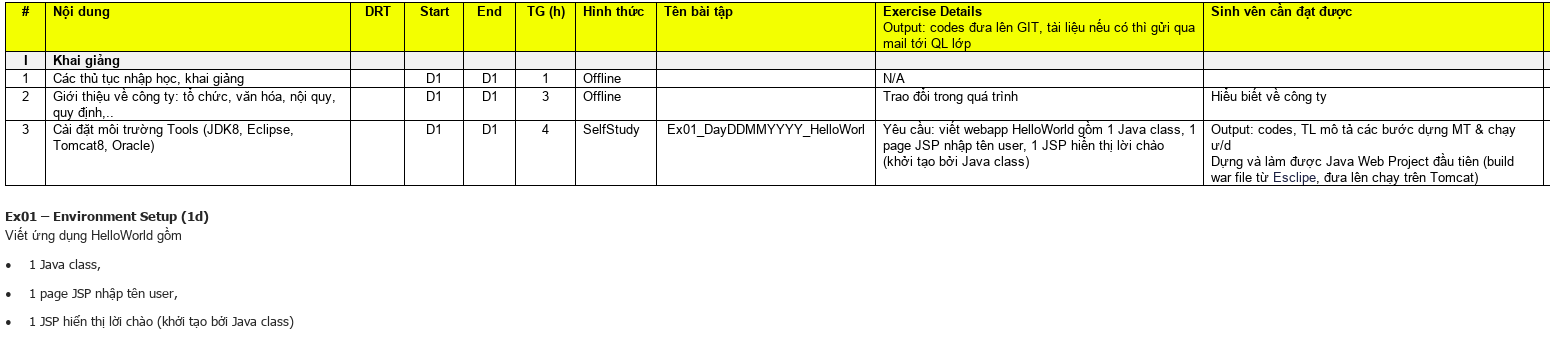 # Nội dung DRT Start End TG (h) Hình thức Tên bài tập Exercise Details Sinh vên cần đạt được
Output: codes đưa lên GIT, tài liệu nếu có thì gửi qua
mail tới QL lớp
I Khai giảng
1 Các thủ tục nhập học, khai giảng D1 D1 1 Offline N/A
2 Giới thiệu về công ty: tổ chức, văn hóa, nội quy, D1 D1 3 Offline Trao đổi trong quá trình Hiểu biết về công ty
quy định,..
3 Cài đặt môi trường Tools (JDK8, Eclipse, D1 D1 4 SelfStudy Ex01_DayDDMMYYYY_HelloWorl Yêu cầu: viết webapp HelloWorld gồm 1 Java class, 1 Output: codes, TL mô tả các bước dựng MT & chạy
Tomcat8, Oracle) page JSP nhập tên user, 1 JSP hiển thị lời chào ư/d
(khởi tạo bởi Java class) Dựng và làm được Java Web Project đầu tiên (build
war file từ Esclipe, đưa lên chạy trên Tomcat)
Ex01 – Environment Setup (1d)
Viết ứng dụng HelloWorld gồm
• 1 Java class,
• 1 page JSP nhập tên user,
• 1 JSP hiển thị lời chào (khởi tạo bởi Java class)